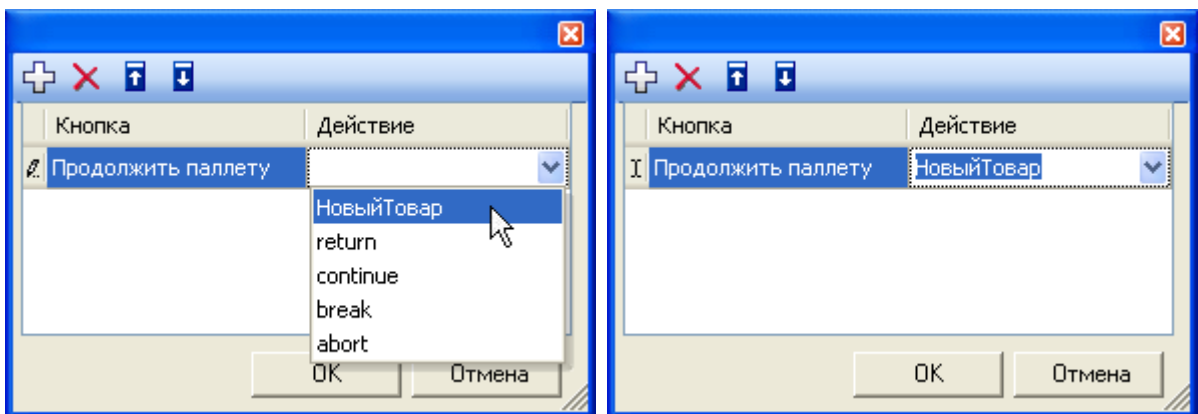 Кнопка Действие
Продолжить паллету
НовыйТовар
return
continue
break
abort
OK Отмена
Кнопка Действие
Продолжить паллету НовыйТовар
OK Отмена